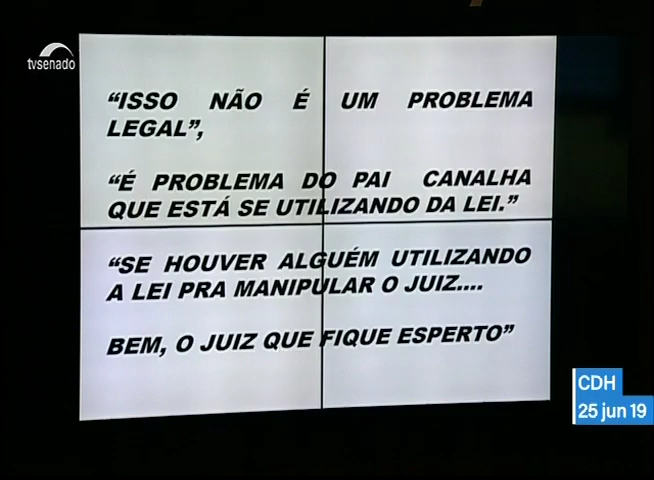 tvsenado
"ISSO NÃO É UM PROBLEMA
LEGAL",
"É PROBLEMA DO PAI CANALHA
QUE ESTÁ SE UTILIZANDO DA LEI."
"SE HOUVER ALGUÉM UTILIZANDO
A LEI PRA MANIPULAR O JUIZ....
BEM, O JUIZ QUE FIQUE ESPERTO"
CDH
25 jun 19